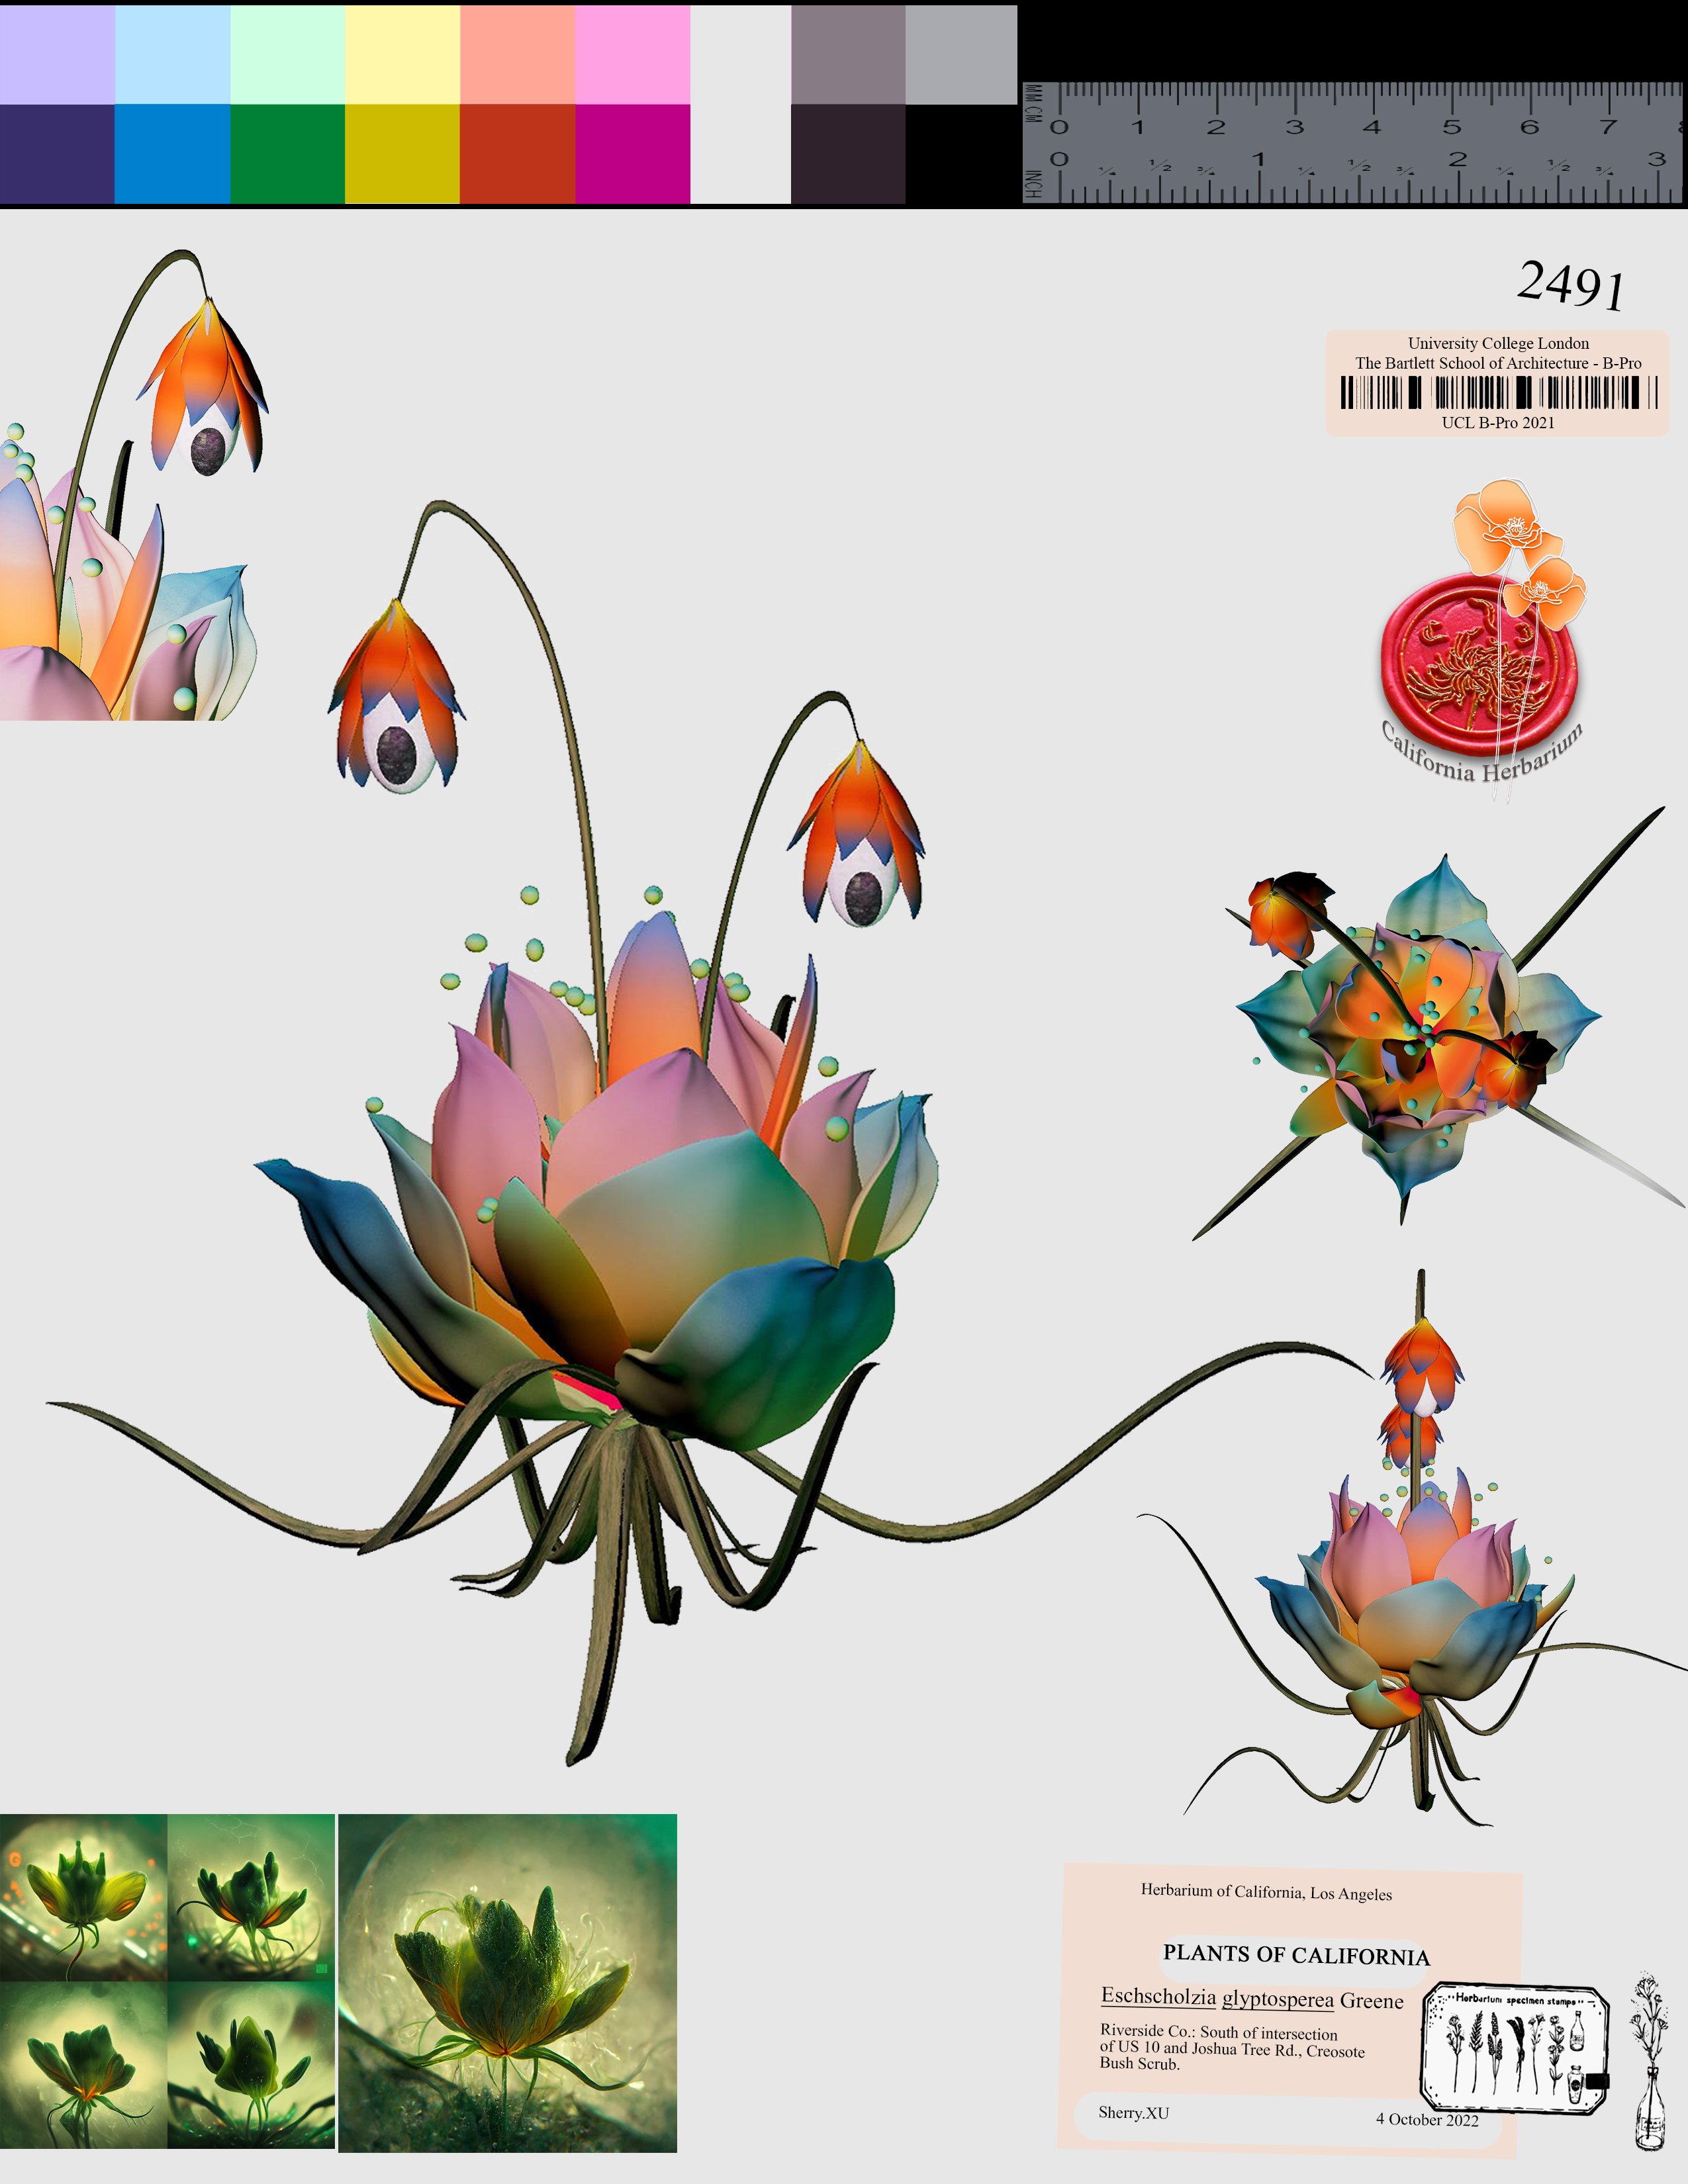 MM CM
0 1 2 3 4 5 6 7 8
0 ¼ ½ ¾ 1 ¼ ½ ¾ 2 ¼ ½ ¾ 3
INCH
2491
University College London
The Bartlett School of Architecture - B-Pro
UCL B-Pro 2021
California Herbarium
Herbarium of California, Los Angeles
PLANTS OF CALIFORNIA
Eschscholzia glyptosperea Greene
Riverside Co.: South of intersection
of US 10 and Joshua Tree Rd., Creosote
Bush Scrub.
Herbarium specimen stamps
Sherry.XU
4 October 2022